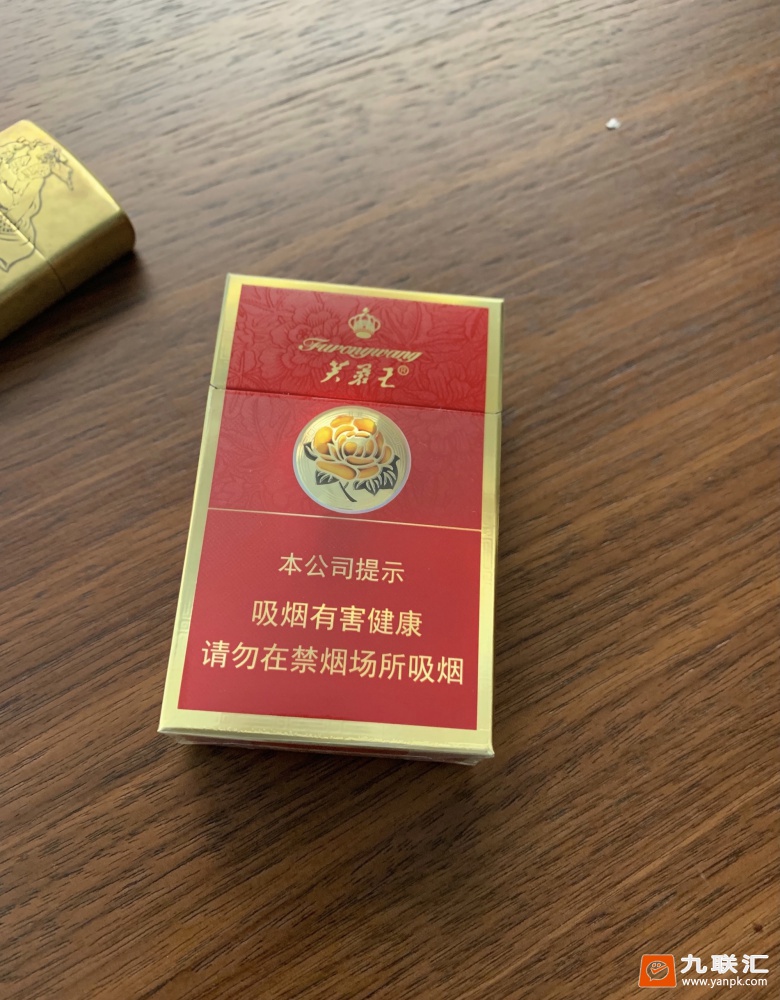 Furongwang
芙蓉王®
本公司提示
吸烟有害健康
请勿在禁烟场所吸烟
九联汇
www.yanpk.com